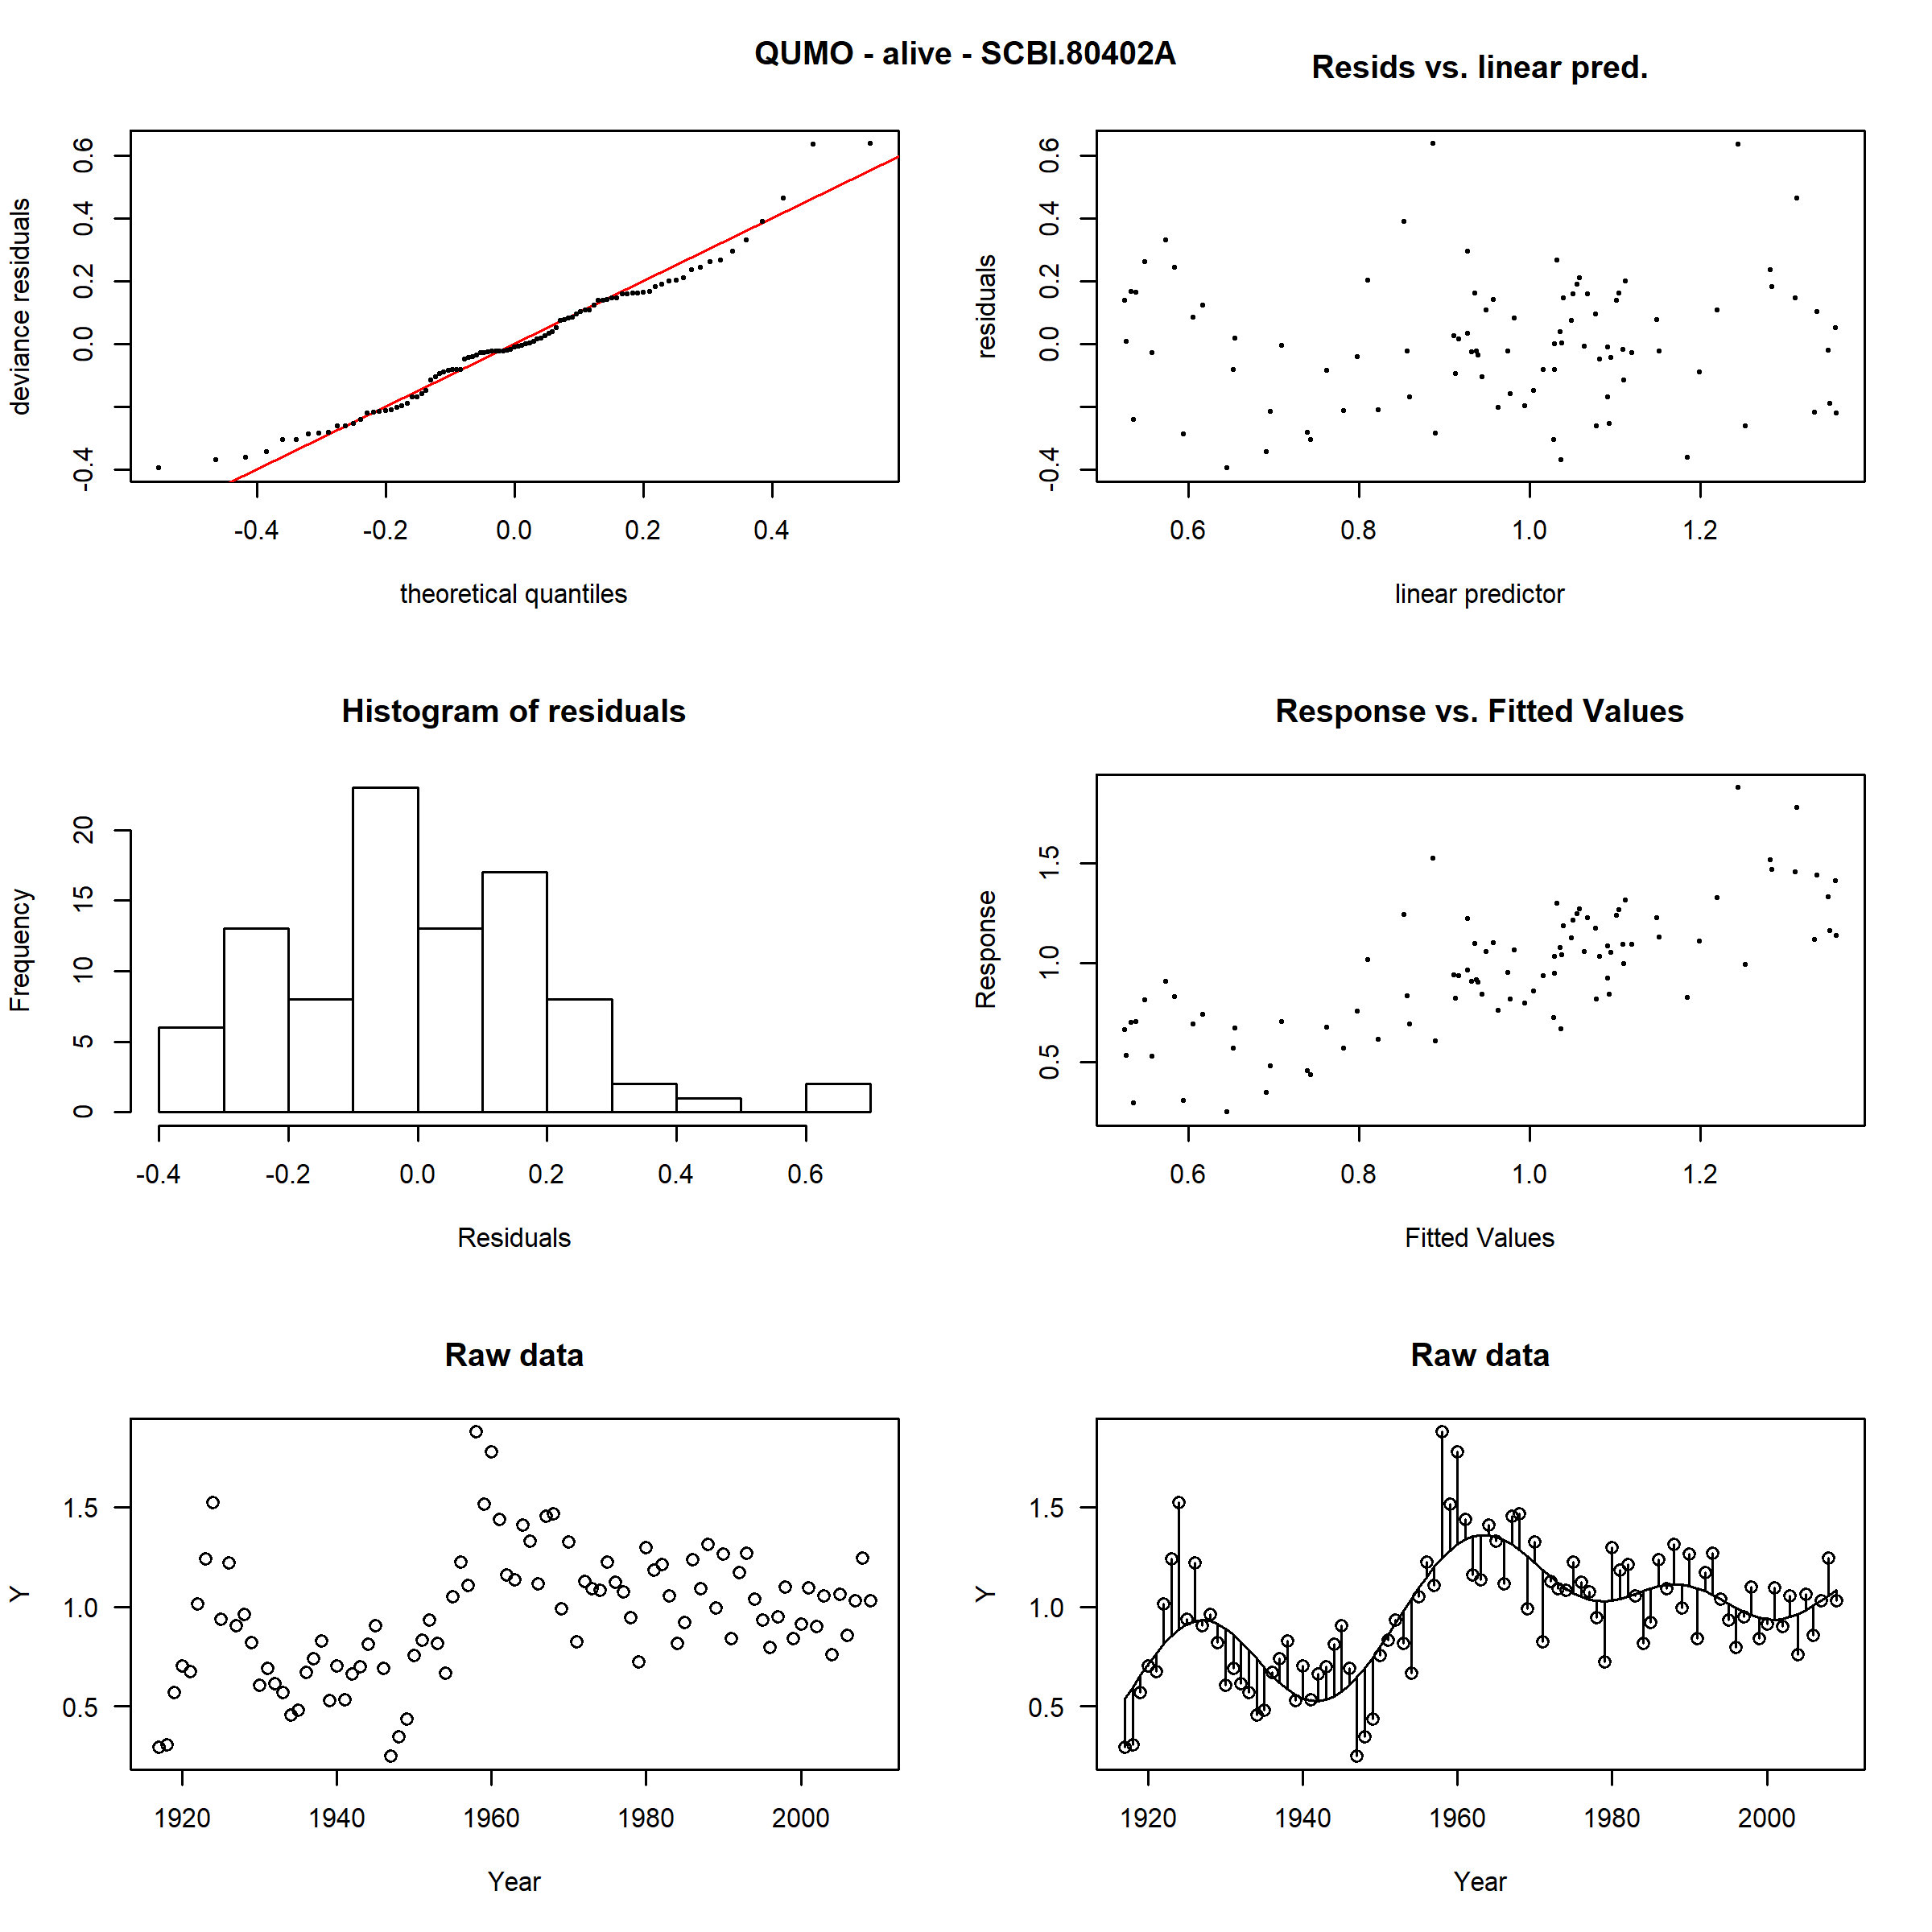 QUMO - alive - SCBI.80402A
Resids vs. linear pred.
deviance residuals
-0.4 0.0 0.2 0.4 0.6
-0.4 -0.2 0.0 0.2 0.4
theoretical quantiles
residuals
-0.4 0.0 0.2 0.4 0.6
0.6 0.8 1.0 1.2
linear predictor
Histogram of residuals
Frequency
0 5 10 15 20
-0.4 -0.2 0.0 0.2 0.4 0.6
Residuals
Response vs. Fitted Values
Response
0.5 1.0 1.5
0.6 0.8 1.0 1.2
Fitted Values
Raw data
Y
1.5
1.0
0.5
1920 1940 1960 1980 2000
Year
Raw data
Y
1.5
1.0
0.5
1920 1940 1960 1980 2000
Year